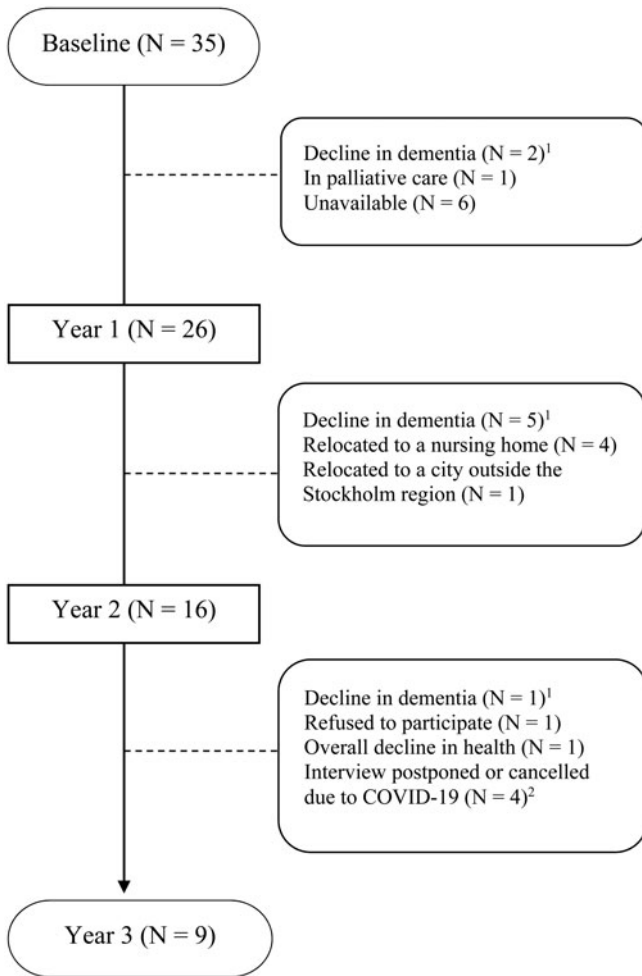 Baseline (N = 35)
Decline in dementia (N = 2)¹
In palliative care (N = 1)
Unavailable (N = 6)
Year 1 (N = 26)
Decline in dementia (N = 5)¹
Relocated to a nursing home (N = 4)
Relocated to a city outside the
Stockholm region (N = 1)
Year 2 (N = 16)
Decline in dementia (N = 1)¹
Refused to participate (N = 1)
Overall decline in health (N = 1)
Interview postponed or cancelled
due to COVID-19 (N = 4)²
Year 3 (N = 9)